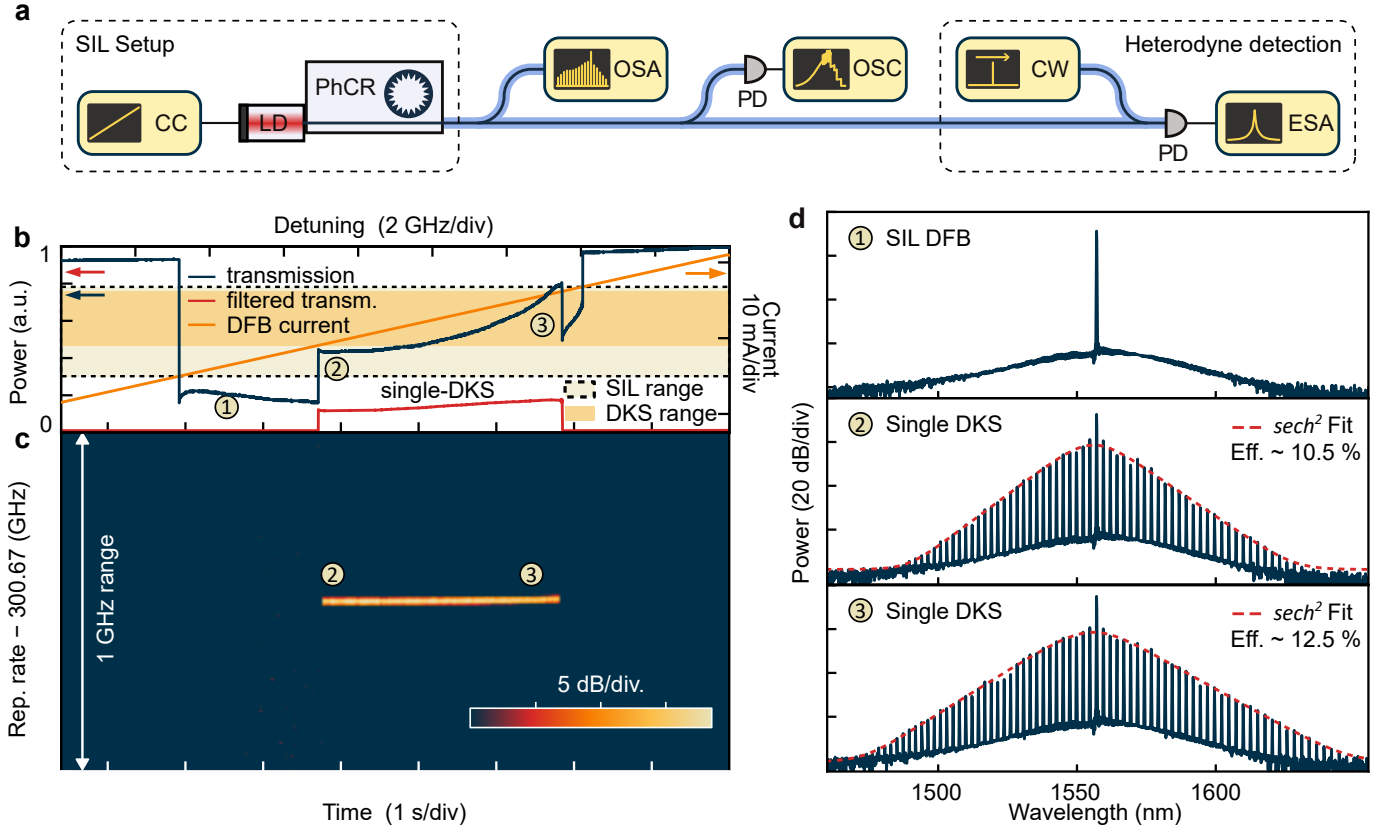 a
SIL Setup
CC
LD
PhCR
OSA
PD
OSC
Heterodyne detection
CW
PD
ESA
b
Detuning (2 GHz/div)
1
0
Power (a.u.)
transmission
filtered transm.
DFB current
1
2
3
single-DKS
SIL range
DKS range
Current
10 mA/div
c
Rep. rate − 300.67 (GHz)
1 GHz range
2
3
5 dB/div.
Time (1 s/div)
d
Power (20 dB/div)
1 SIL DFB
2 Single DKS
sech² Fit
Eff. ~ 10.5 %
3 Single DKS
sech² Fit
Eff. ~ 12.5 %
1500 1550 1600
Wavelength (nm)